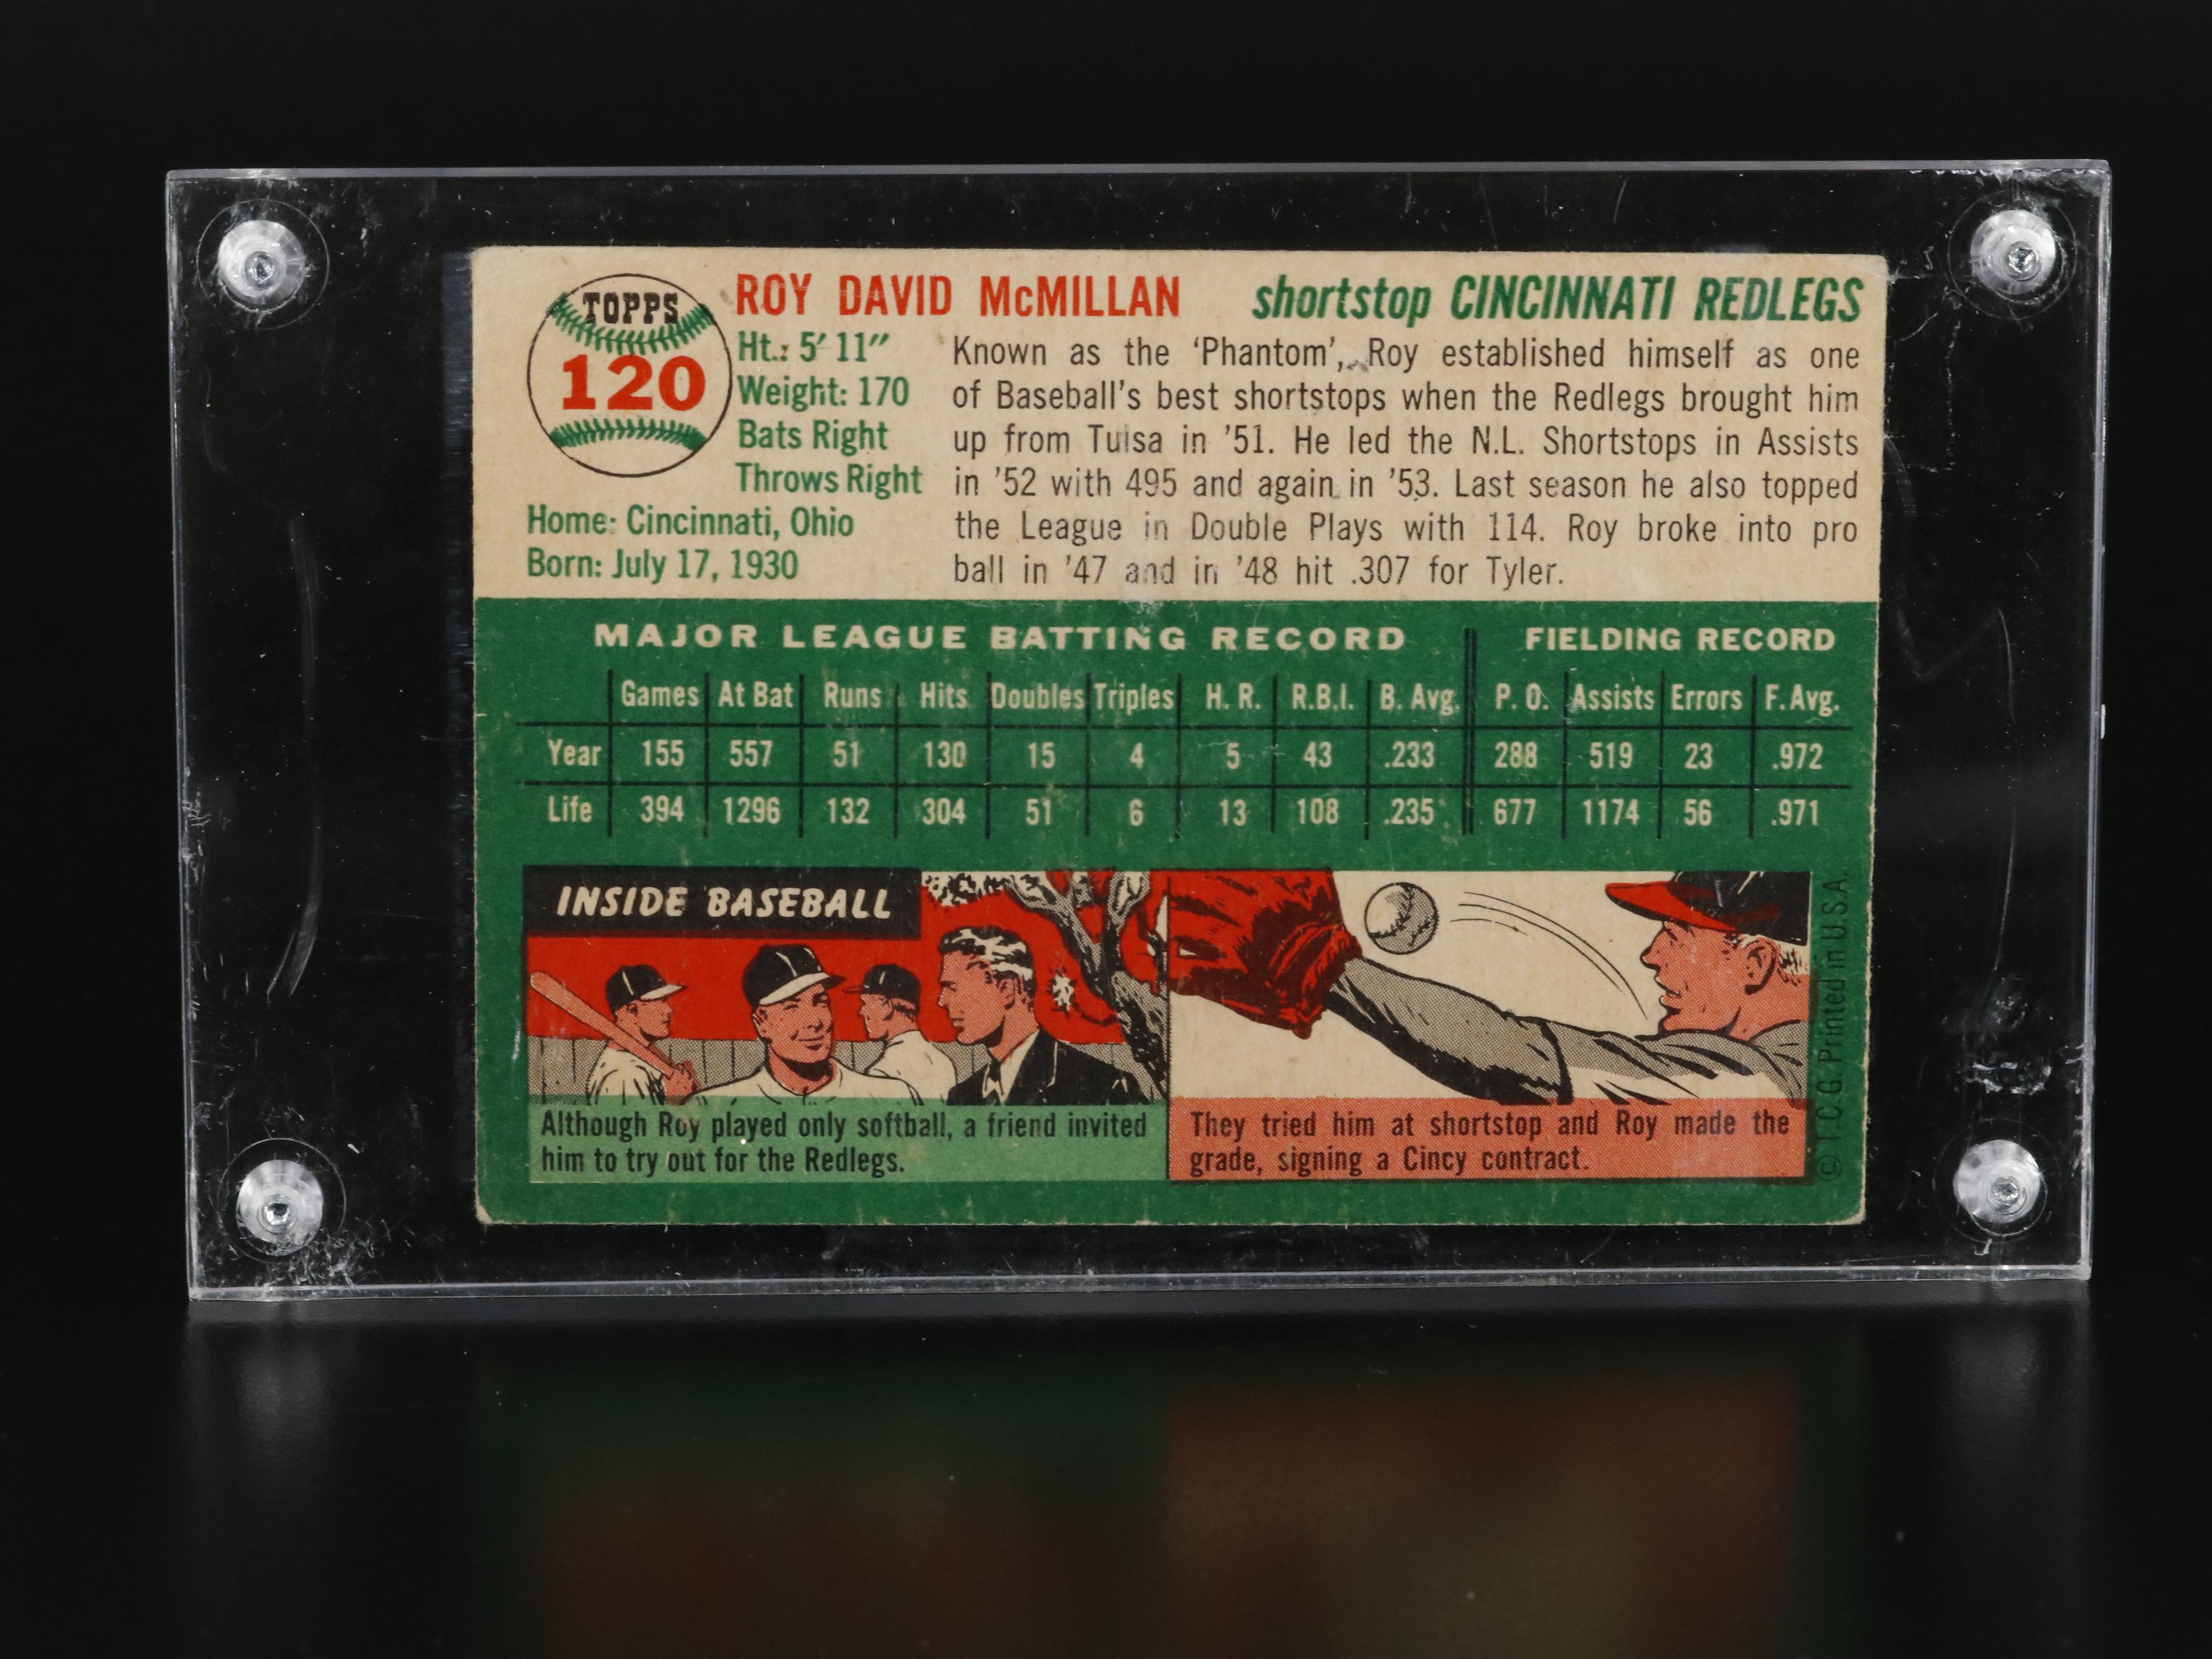 TOPPS
120
ROY DAVID McMILLAN
shortstop CINCINNATI REDLEGS
Ht.: 5' 11"
Weight: 170
Bats Right
Throws Right
Home: Cincinnati, Ohio
Born: July 17, 1930
Known as the 'Phantom', Roy established himself as one
of Baseball's best shortstops when the Redlegs brought him
up from Tulsa in '51. He led the N.L. Shortstops in Assists
in '52 with 495 and again in '53. Last season he also topped
the League in Double Plays with 114. Roy broke into pro
ball in '47 and in '48 hit .307 for Tyler.
MAJOR LEAGUE BATTING RECORD FIELDING RECORD
Games At Bat Runs Hits Doubles Triples H. R. R.B.I. B. Avg. P. O. Assists Errors F. Avg.
Year 155 557 51 130 15 4 5 43 .233 288 519 23 .972
Life 394 1296 132 304 51 6 13 108 .235 677 1174 56 .971
INSIDE BASEBALL
Although Roy played only softball, a friend invited
him to try out for the Redlegs.
They tried him at shortstop and Roy made the
grade, signing a Cincy contract.
© T.C.G. Printed in U.S.A.